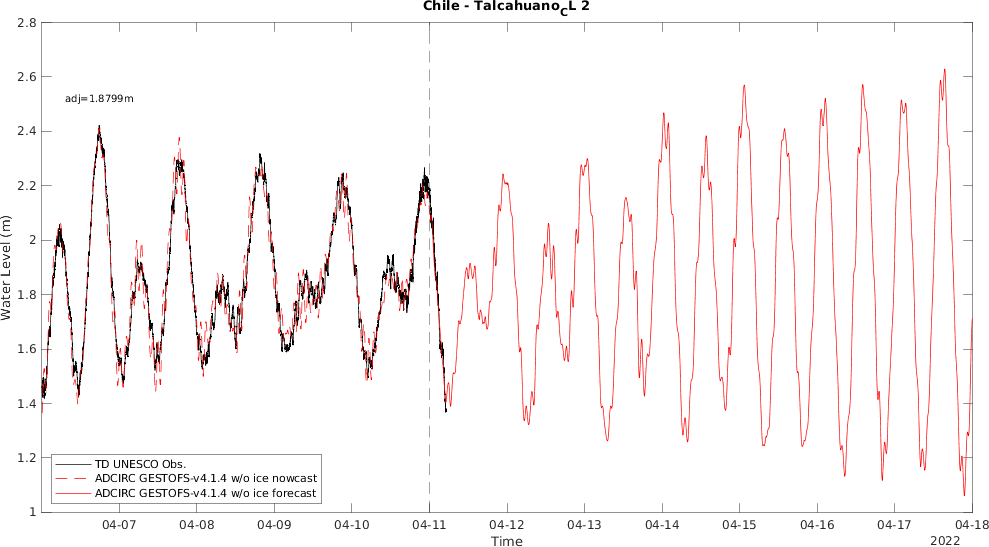 Chile - Talcahuano_CL 2
2.8
2.6
adj=1.8799m
2.4
2.2
2
1.8
1.6
1.4
1.2
1
Water Level (m)
TD UNESCO Obs.
ADCIRC GESTOFS-v4.1.4 w/o ice nowcast
ADCIRC GESTOFS-v4.1.4 w/o ice forecast
04-07 04-08 04-09 04-10 04-11 04-12 04-13 04-14 04-15 04-16 04-17 04-18
Time
2022